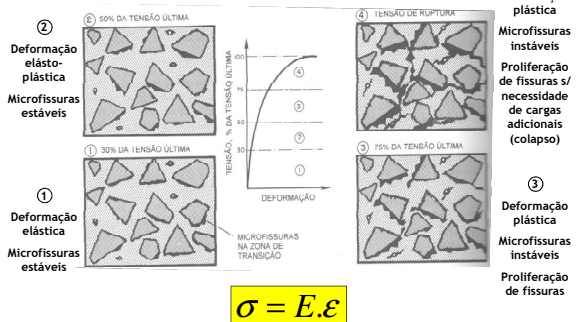 ②
Deformação
elásto-
plástica
Microfissuras
estáveis
② 50% DA TENSÃO ÚLTIMA
① 30% DA TENSÃO ÚLTIMA
①
Deformação
elástica
Microfissuras
estáveis
TENSÃO, % DA TENSÃO ÚLTIMA
100
75
50
30
④
③
②
①
DEFORMAÇÃO
MICROFISSURAS
NA ZONA DE
TRANSIÇÃO
④ TENSÃO DE RUPTURA
③ 75% DA TENSÃO ÚLTIMA
plástica
Microfissuras
instáveis
Proliferação
de fissuras s/
necessidade
de cargas
adicionais
(colapso)
③
Deformação
plástica
Microfissuras
instáveis
Proliferação
de fissuras
σ = E.ε